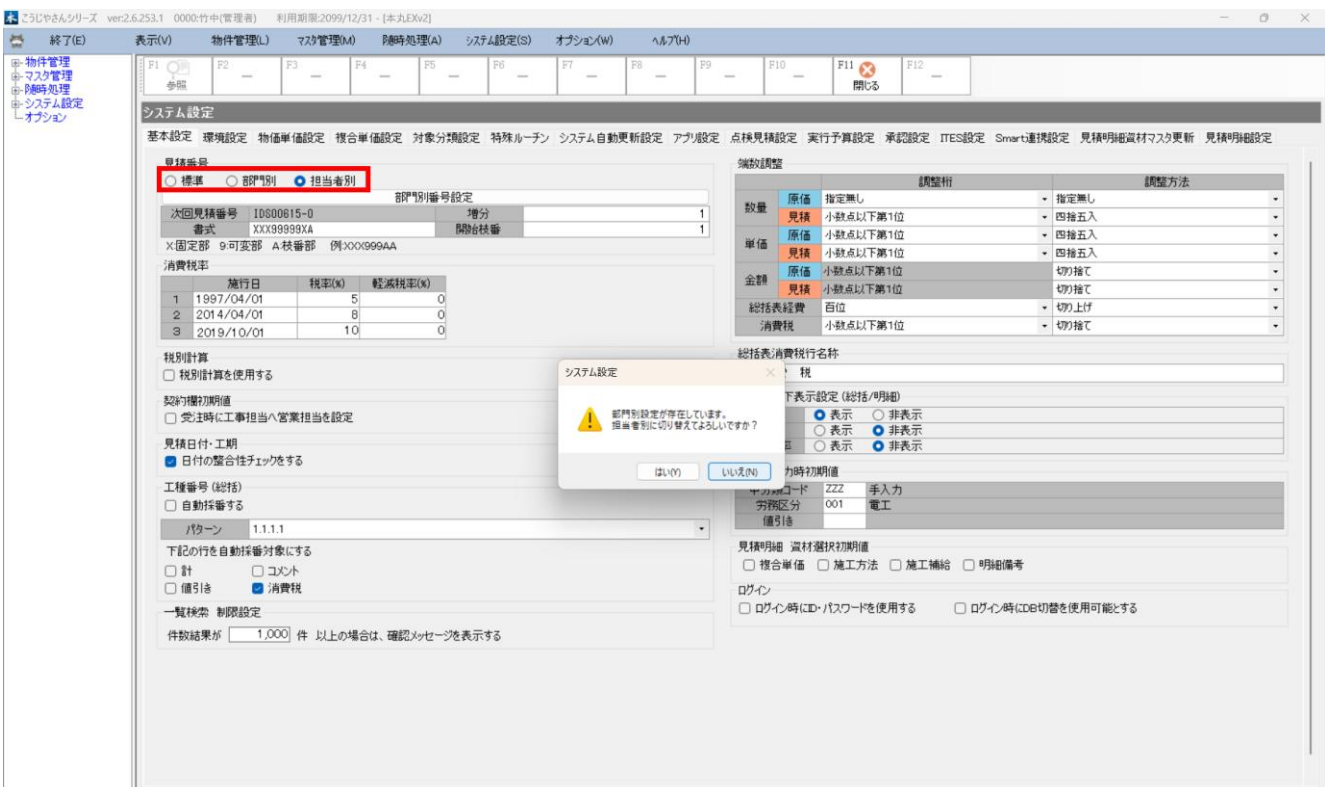 こうじやさんシリーズ ver:2.6.253.1 0000:竹中(管理者) 利用期限:2099/12/31 - [本丸EXv2]
終了(E) 表示(V) 物件管理(L) マスタ管理(M) 随時処理(A) システム設定(S) オプション(W) ヘルプ(H)
物件管理
マスタ管理
随時処理
システム設定
オプション
F1 参照 F2 F3 F4 F5 F6 F7 F8 F9 F10 F11 閉じる F12
システム設定
基本設定 環境設定 物価単価設定 複合単価設定 対象分類設定 特殊ルーチン システム自動更新設定 アプリ設定 点検見積設定 実行予算設定 承認設定 ITES設定 Smart連携設定 見積明細資材マスタ更新 見積明細設定
見積番号
標準 部門別 担当者別
部門別番号設定
次回見積番号 IDS00615-0 増分 1
書式 XXX99999XA 開始枝番 1
X:固定部 9:可変部 A:枝番部 例:XXX999AA
消費税率
施行日 税率(%) 軽減税率(%)
1 1997/04/01 5 0
2 2014/04/01 8 0
3 2019/10/01 10 0
税別計算
税別計算を使用する
契約欄初期値
受注時に工事担当へ営業担当を設定
見積日付・工期
日付の整合性チェックをする
工種番号(総括)
自動採番する
パターン 1.1.1.1
下記の行を自動採番対象にする
計 コメント
値引き 消費税
一覧検索 制限設定
件数結果が 1,000 件 以上の場合は、確認メッセージを表示する
端数調整
調整桁 調整方法
数量 原価 指定無し 指定無し
見積 小数点以下第1位 四捨五入
単価 原価 小数点以下第1位 四捨五入
見積 小数点以下第1位 四捨五入
金額 原価 小数点以下第1位 切り捨て
見積 小数点以下第1位 切り捨て
総括表経費 百位 切り上げ
消費税 小数点以下第1位 切り捨て
総括表消費税行名称
税
下表示設定(総括/明細)
表示 非表示
表示 非表示
表示 非表示
力時初期値
中分類コード ZZZ 手入力
労務区分 001 電工
値引き
見積明細 資材選択初期値
複合単価 施工方法 施工補給 明細備考
ログイン
ログイン時にID・パスワードを使用する ログイン時にDB切替を使用可能とする
システム設定
部門別設定が存在しています。
担当者別に切り替えてよろしいですか？
はい(Y) いいえ(N)